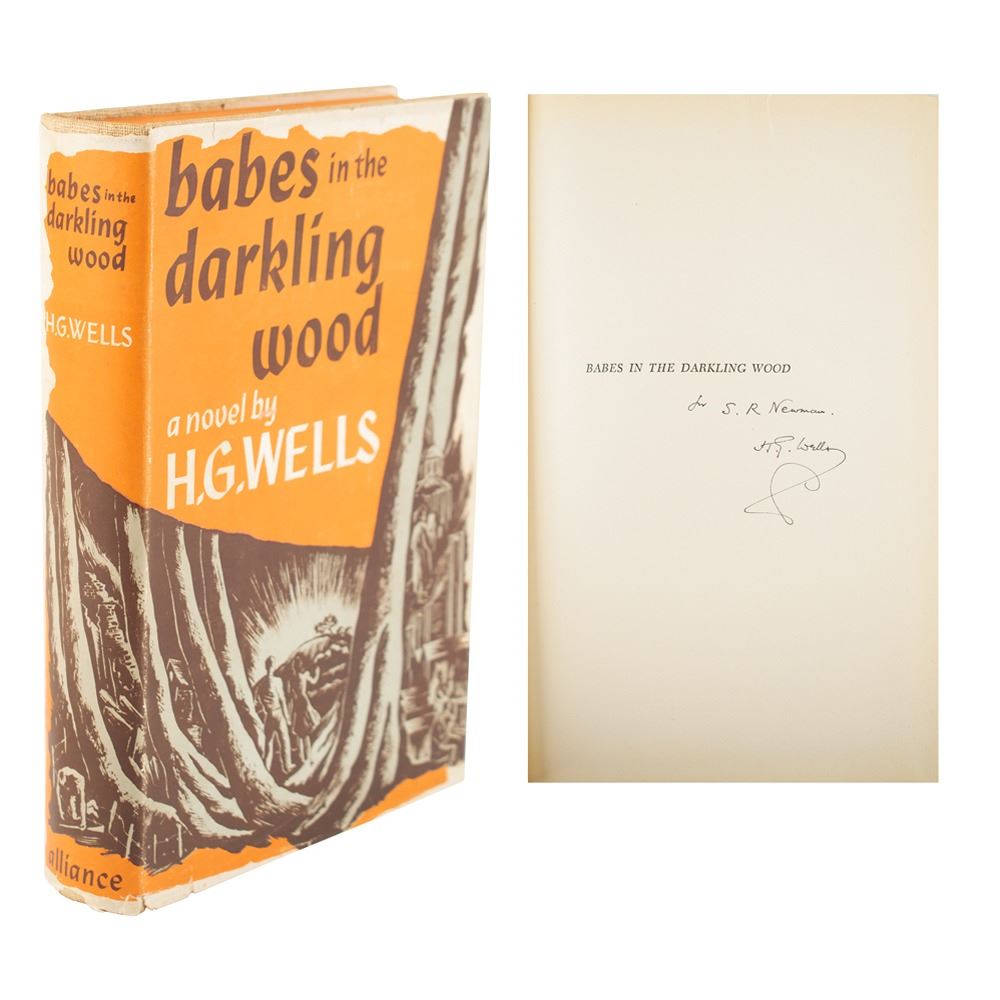 babes in the
darkling
wood
H.G.WELLS
alliance
babes in the
darkling
wood
a novel by
H.G.WELLS
BABES IN THE DARKLING WOOD
for S. R Newman.
H.G. Wells